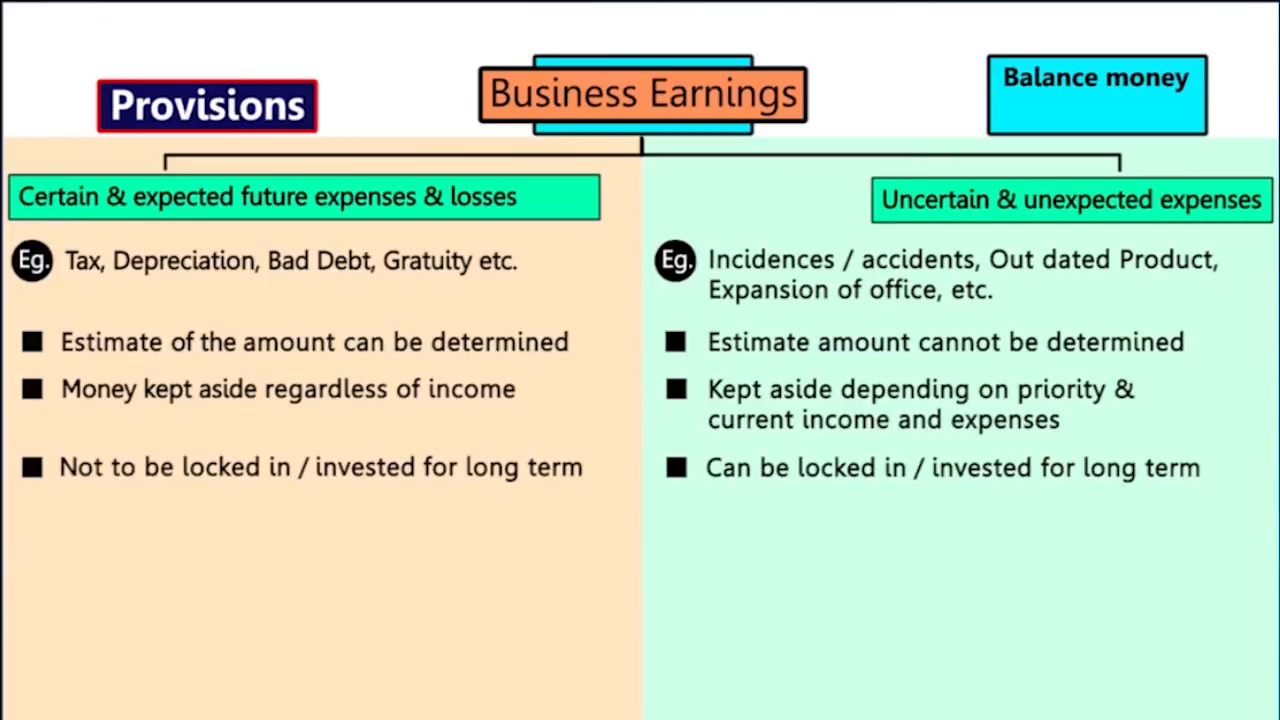 Provisions
Business Earnings
Balance money
Certain & expected future expenses & losses
Eg. Tax, Depreciation, Bad Debt, Gratuity etc.
Estimate of the amount can be determined
Money kept aside regardless of income
Not to be locked in / invested for long term
Uncertain & unexpected expenses
Eg. Incidences / accidents, Out dated Product,
Expansion of office, etc.
Estimate amount cannot be determined
Kept aside depending on priority &
current income and expenses
Can be locked in / invested for long term